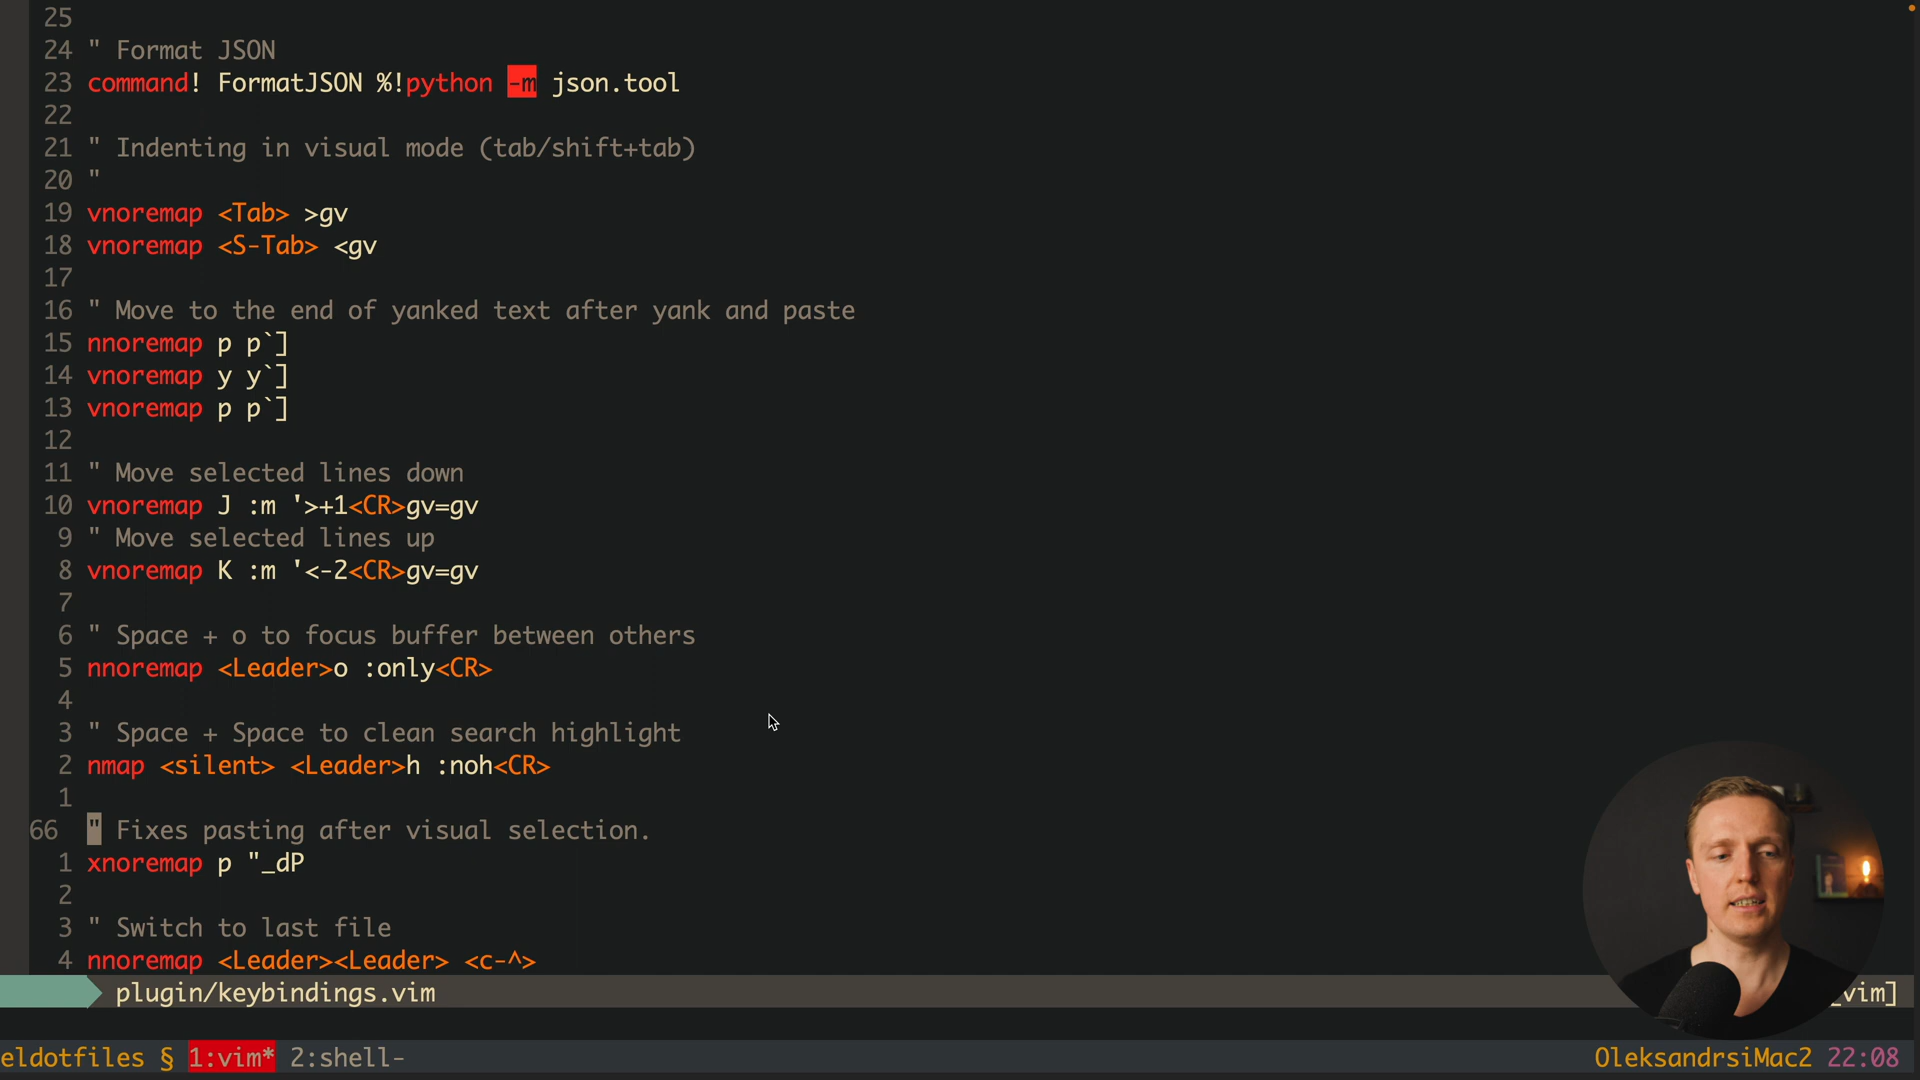 25
24 " Format JSON
23 command! FormatJSON %!python -m json.tool
22
21 " Indenting in visual mode (tab/shift+tab)
20 "
19 vnoremap <Tab> >gv
18 vnoremap <S-Tab> <gv
17
16 " Move to the end of yanked text after yank and paste
15 nnoremap p p`]
14 vnoremap y y`]
13 vnoremap p p`]
12
11 " Move selected lines down
10 vnoremap J :m '>+1<CR>gv=gv
9 " Move selected lines up
8 vnoremap K :m '<-2<CR>gv=gv
7
6 " Space + o to focus buffer between others
5 nnoremap <Leader>o :only<CR>
4
3 " Space + Space to clean search highlight
2 nmap <silent> <Leader>h :noh<CR>
1
66 " Fixes pasting after visual selection.
1 xnoremap p "_dP
2
3 " Switch to last file
4 nnoremap <Leader><Leader> <c-^>
plugin/keybindings.vim _vim]
eldotfiles § 1:vim* 2:shell- OleksandrsiMac2 22:08